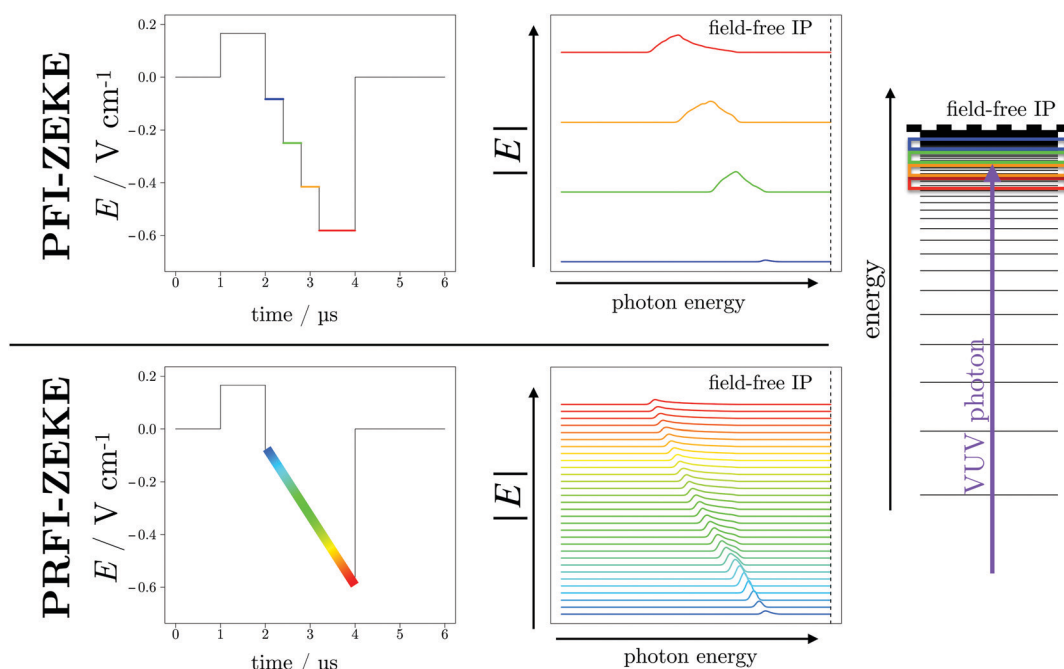 PFI-ZEKE
E / V cm-1
0.2
0.0
−0.2
−0.4
−0.6
0 1 2 3 4 5 6
time / µs
|E|
field-free IP
photon energy
PRFI-ZEKE
E / V cm-1
0.2
0.0
−0.2
−0.4
−0.6
0 1 2 3 4 5 6
time / µs
|E|
field-free IP
photon energy
energy
field-free IP
VUV photon